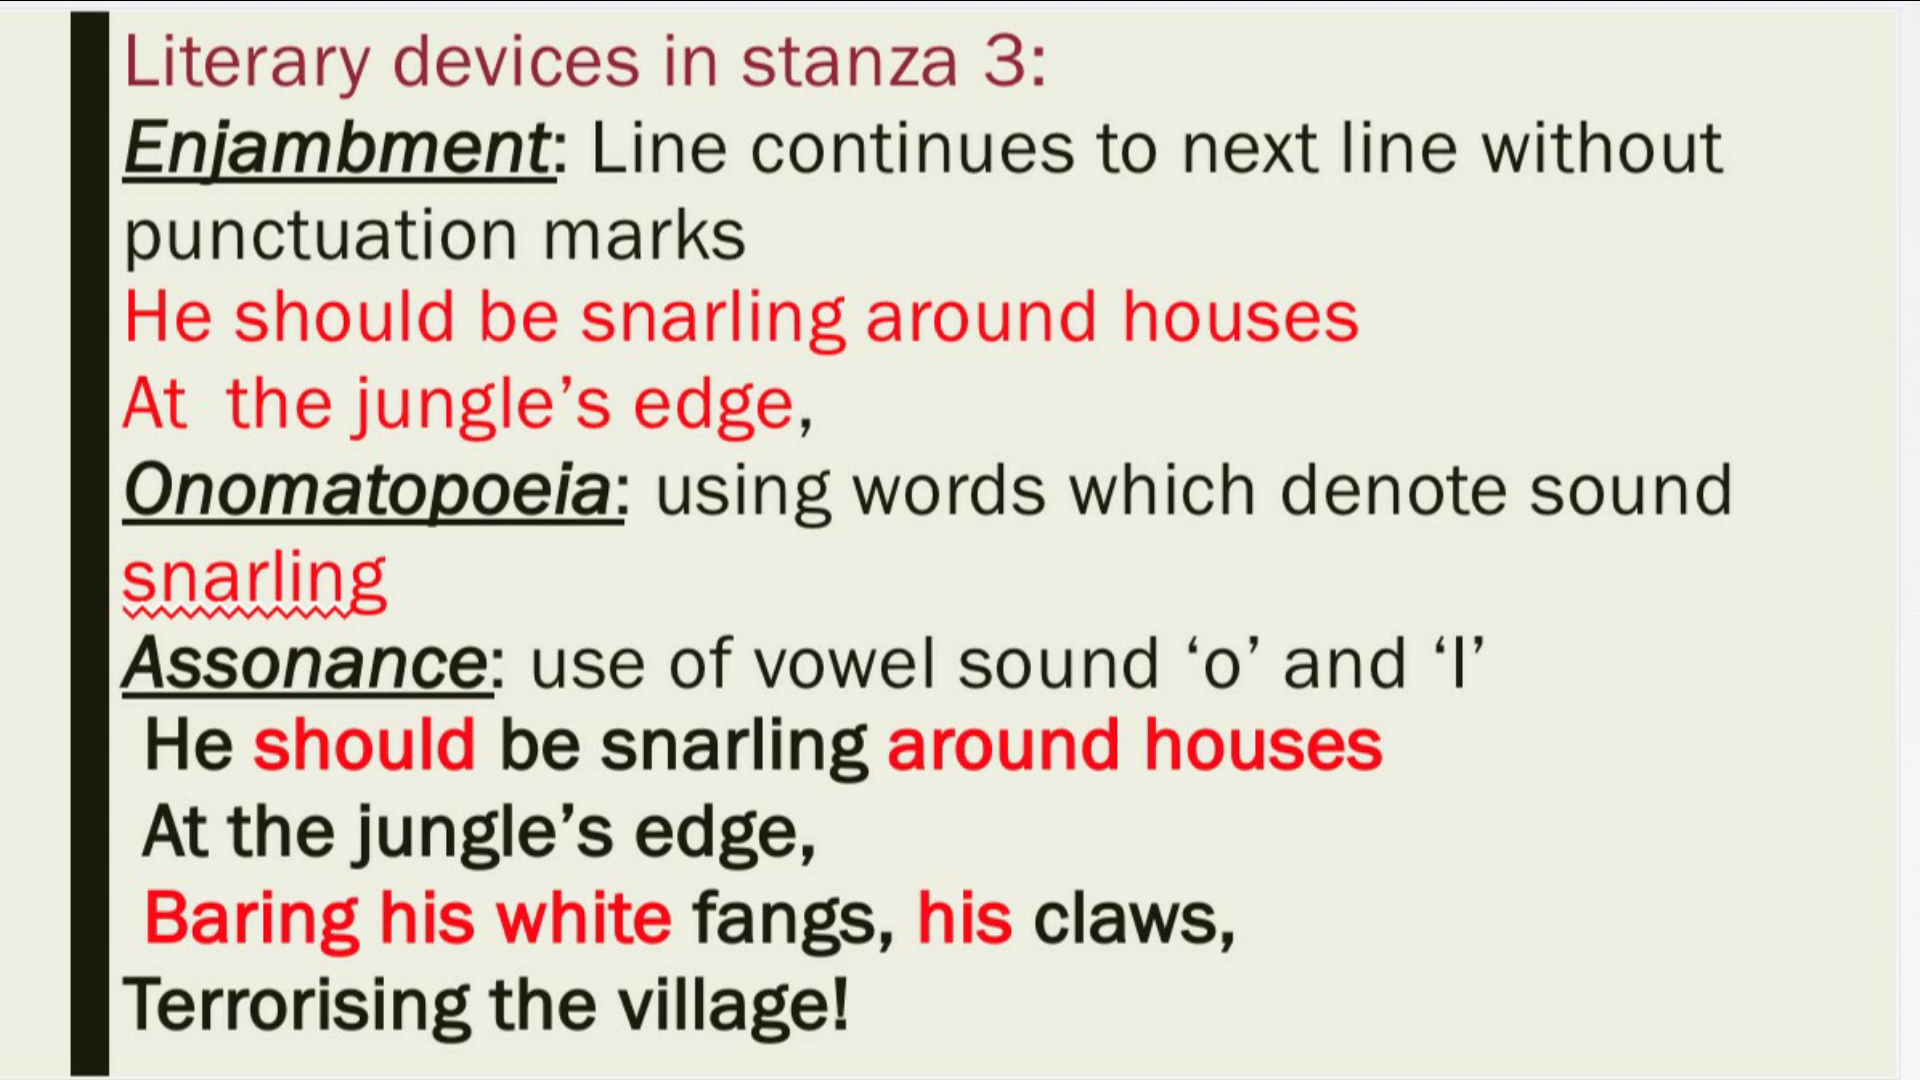 Literary devices in stanza 3:
Enjambment: Line continues to next line without
punctuation marks
He should be snarling around houses
At  the jungle’s edge,
Onomatopoeia: using words which denote sound
snarling
Assonance: use of vowel sound ‘o’ and ‘I’
He should be snarling around houses
At the jungle’s edge,
Baring his white fangs, his claws,
Terrorising the village!